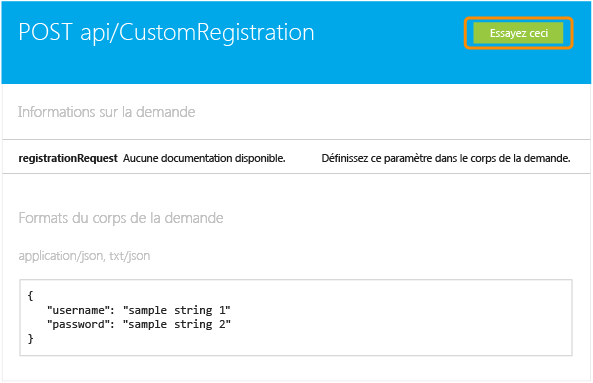 POST api/CustomRegistration
Essayez ceci
Informations sur la demande
registrationRequest Aucune documentation disponible. Définissez ce paramètre dans le corps de la demande.
Formats du corps de la demande
application/json, txt/json
{
"username": "sample string 1"
"password": "sample string 2"
}